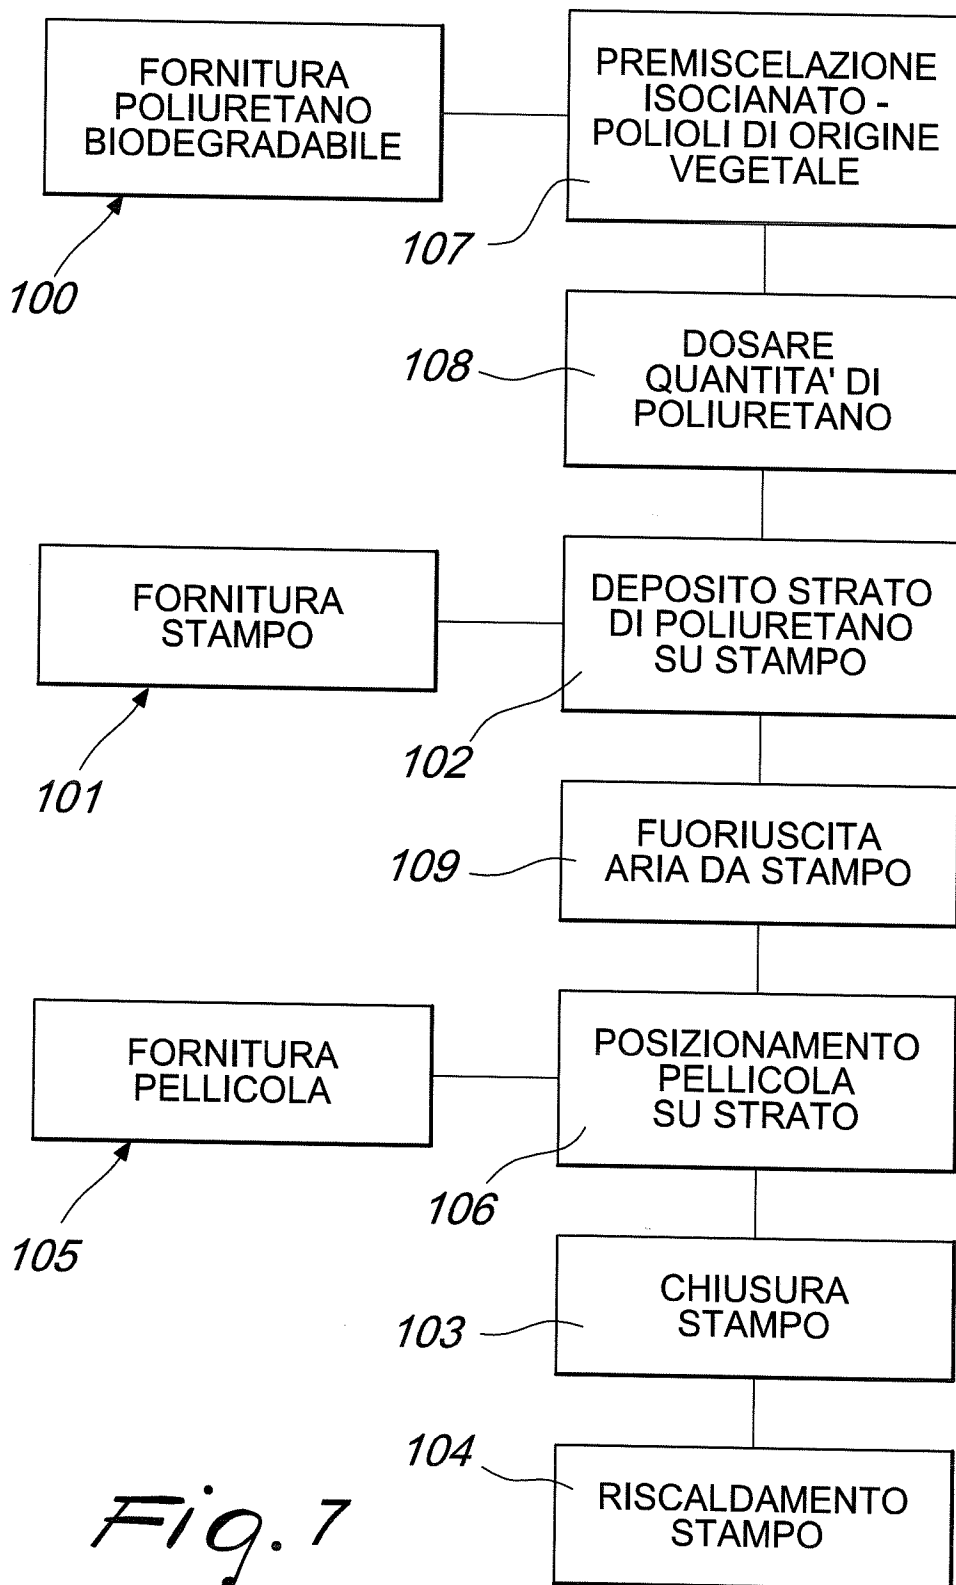 FORNITURA
POLIURETANO
BIODEGRADABILE
100
PREMISCELAZIONE
ISOCIANATO -
POLIOLI DI ORIGINE
VEGETALE
107
DOSARE
QUANTITA' DI
POLIURETANO
108
FORNITURA
STAMPO
101
DEPOSITO STRATO
DI POLIURETANO
SU STAMPO
102
FUORIUSCITA
ARIA DA STAMPO
109
FORNITURA
PELLICOLA
105
POSIZIONAMENTO
PELLICOLA
SU STRATO
106
CHIUSURA
STAMPO
103
RISCALDAMENTO
STAMPO
104
Fig. 7